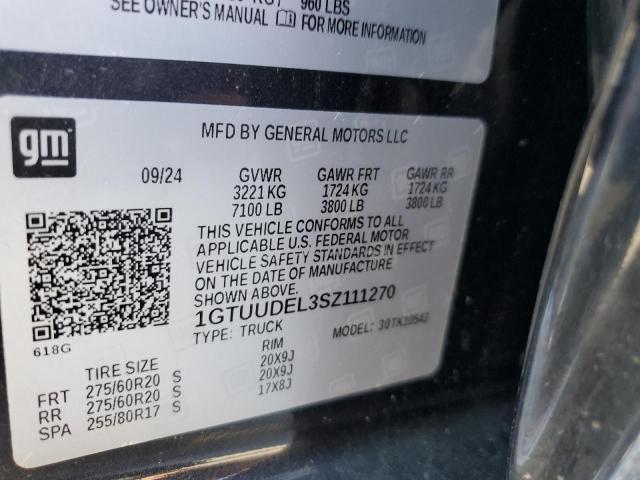 960 LBS
SEE OWNER'S MANUAL FOR MORE INFORMATION
gm
MFD BY GENERAL MOTORS LLC
09/24 GVWR GAWR FRT GAWR RR
3221 KG 1724 KG 1724 KG
7100 LB 3800 LB 3800 LB
THIS VEHICLE CONFORMS TO ALL
APPLICABLE U.S. FEDERAL MOTOR
VEHICLE SAFETY STANDARDS IN EFFECT
ON THE DATE OF MANUFACTURE
SHOWN ABOVE.
1GTUUDEL3SZ111270
TYPE: TRUCK MODEL: 30TK10543
618G
TIRE SIZE RIM
FRT 275/60R20 S 20X9J
RR 275/60R20 S 20X9J
SPA 255/80R17 S 17X8J